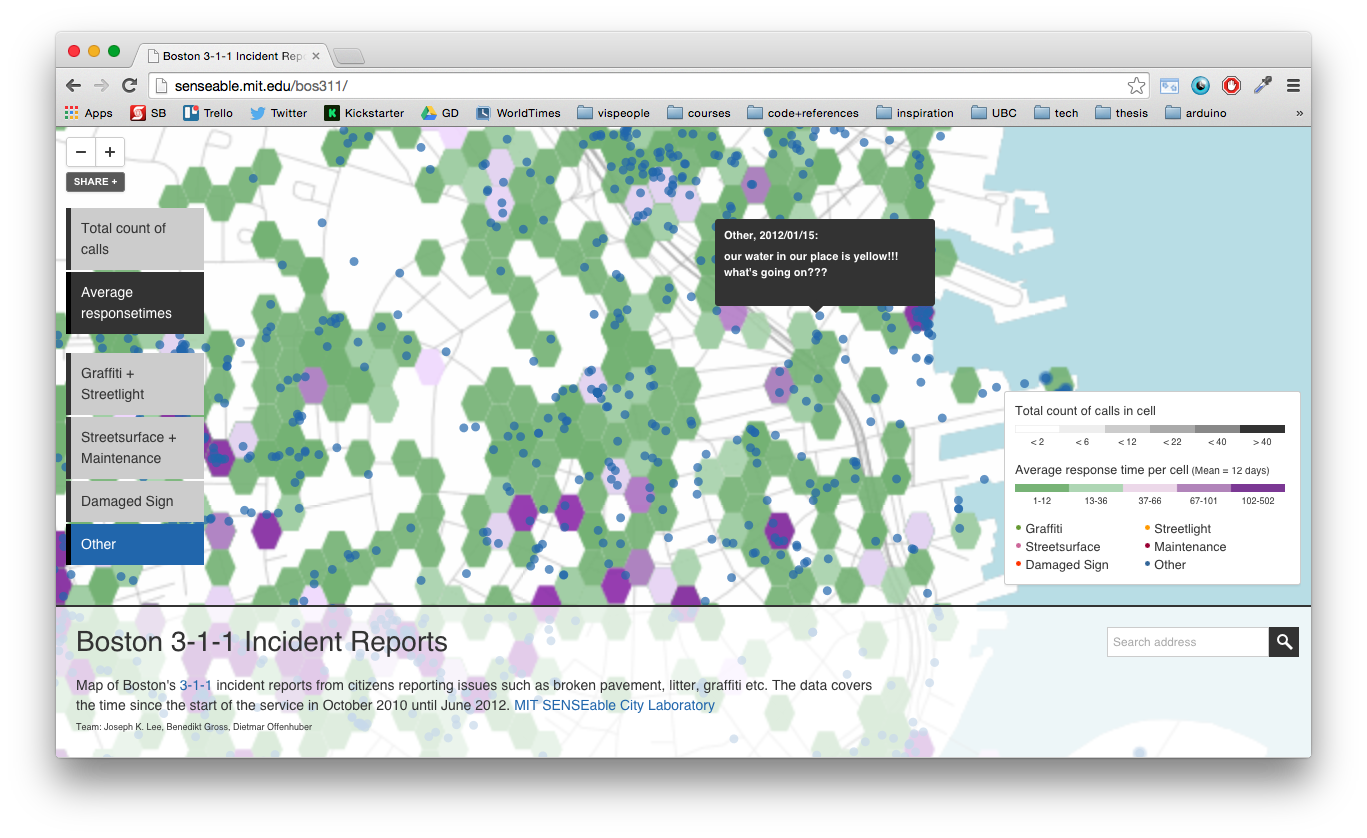 Boston 3-1-1 Incident Rep
senseable.mit.edu/bos311/
Apps SB Trello Twitter Kickstarter GD WorldTimes vispeople courses code+references inspiration UBC tech thesis arduino »
− +
SHARE +
Total count of
calls
Average
responsetimes
Graffiti +
Streetlight
Streetsurface +
Maintenance
Damaged Sign
Other
Other, 2012/01/15:
our water in our place is yellow!!!
what's going on???
Total count of calls in cell
< 2 < 6 < 12 < 22 < 40 > 40
Average response time per cell (Mean = 12 days)
1-12 13-36 37-66 67-101 102-502
Graffiti Streetlight
Streetsurface Maintenance
Damaged Sign Other
Boston 3-1-1 Incident Reports
Search address
Map of Boston's 3-1-1 incident reports from citizens reporting issues such as broken pavement, litter, graffiti etc. The data covers
the time since the start of the service in October 2010 until June 2012. MIT SENSEable City Laboratory
Team: Joseph K. Lee, Benedikt Gross, Dietmar Offenhuber